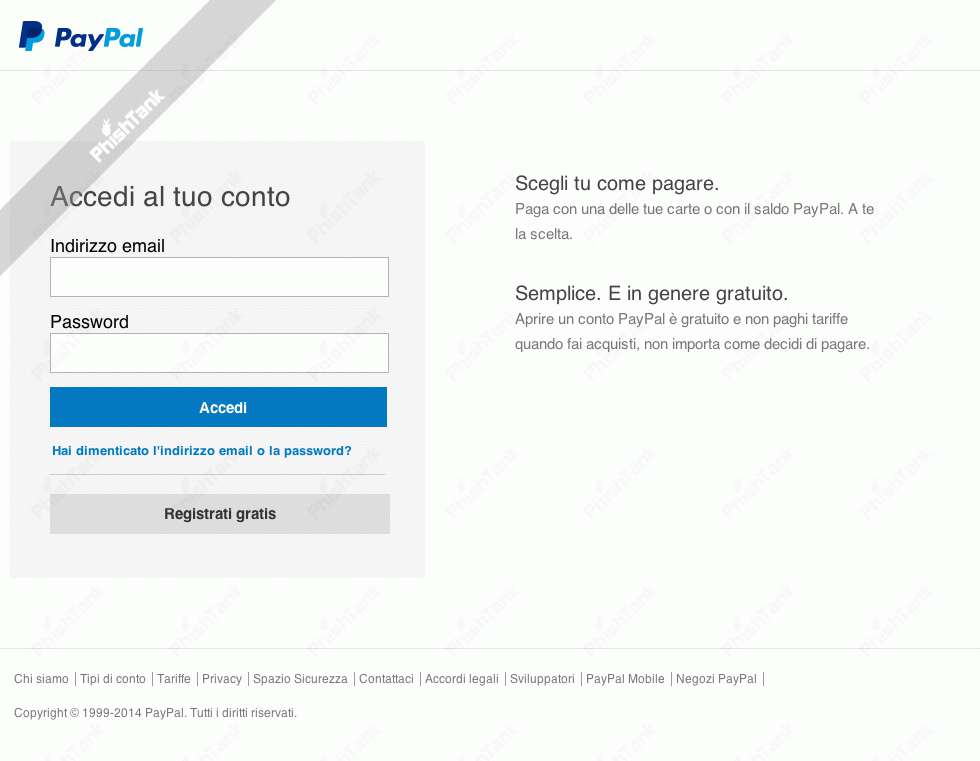 PayPal
PhishTank
Accedi al tuo conto
Indirizzo email
Password
Accedi
Hai dimenticato l'indirizzo email o la password?
Registrati gratis
Scegli tu come pagare.
Paga con una delle tue carte o con il saldo PayPal. A te
la scelta.
Semplice. E in genere gratuito.
Aprire un conto PayPal è gratuito e non paghi tariffe
quando fai acquisti, non importa come decidi di pagare.
Chi siamo | Tipi di conto | Tariffe | Privacy | Spazio Sicurezza | Contattaci | Accordi legali | Sviluppatori | PayPal Mobile | Negozi PayPal |
Copyright © 1999-2014 PayPal. Tutti i diritti riservati.